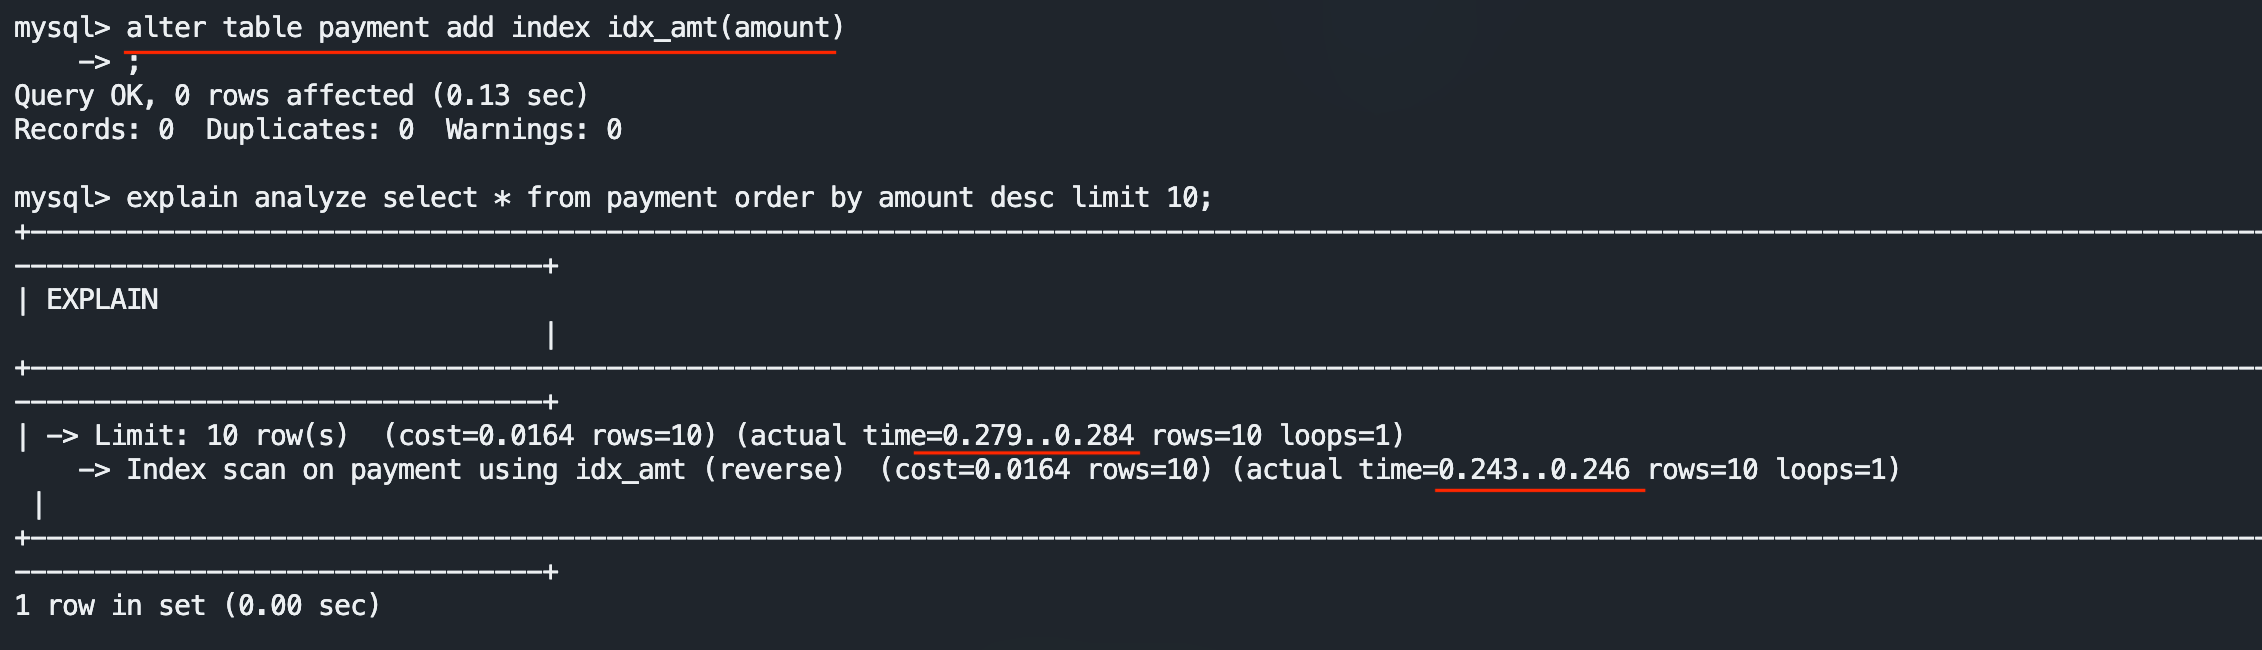 mysql> alter table payment add index idx_amt(amount)
    -> ;
Query OK, 0 rows affected (0.13 sec)
Records: 0  Duplicates: 0  Warnings: 0
mysql> explain analyze select * from payment order by amount desc limit 10;
| EXPLAIN
|
| -> Limit: 10 row(s)  (cost=0.0164 rows=10) (actual time=0.279..0.284 rows=10 loops=1)
    -> Index scan on payment using idx_amt (reverse)  (cost=0.0164 rows=10) (actual time=0.243..0.246 rows=10 loops=1)
 |
1 row in set (0.00 sec)